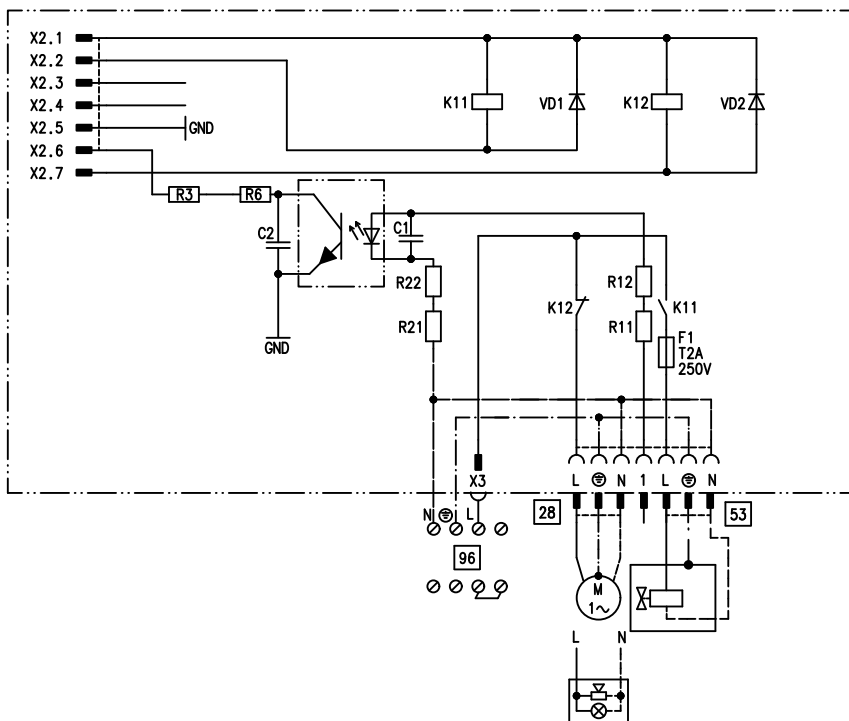 X2.1
X2.2
X2.3
X2.4
X2.5
X2.6
X2.7
GND
K11
VD1
K12
VD2
R3
R6
C2
C1
R22
R21
GND
K12
R12
R11
K11
F1
T2A
250V
X3
L N 1 L N
N L
28
53
96
M
1~
L N